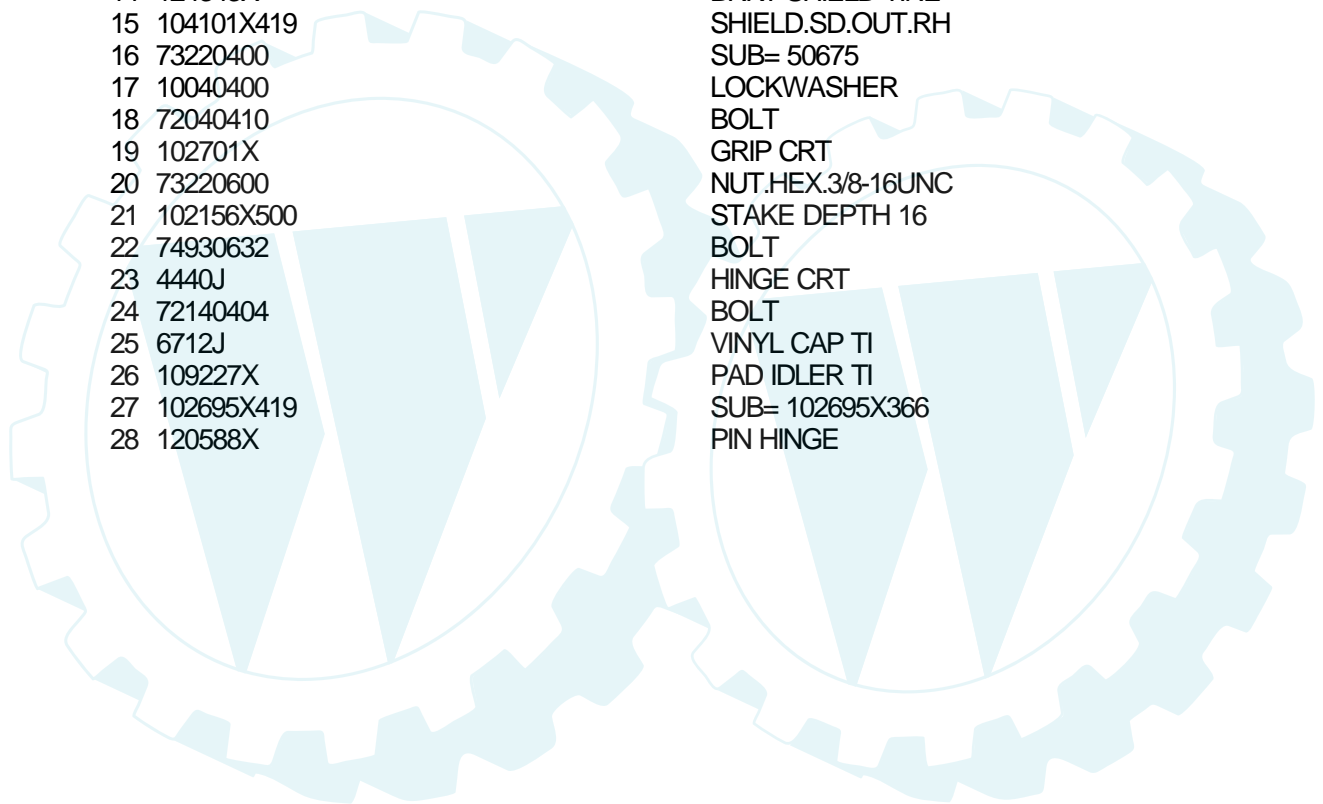 15 104101X419 SHIELD.SD.OUT.RH
16 73220400 SUB= 50675
17 10040400 LOCKWASHER
18 72040410 BOLT
19 102701X GRIP CRT
20 73220600 NUT.HEX.3/8-16UNC
21 102156X500 STAKE DEPTH 16
22 74930632 BOLT
23 4440J HINGE CRT
24 72140404 BOLT
25 6712J VINYL CAP TI
26 109227X PAD IDLER TI
27 102695X419 SUB= 102695X366
28 120588X PIN HINGE